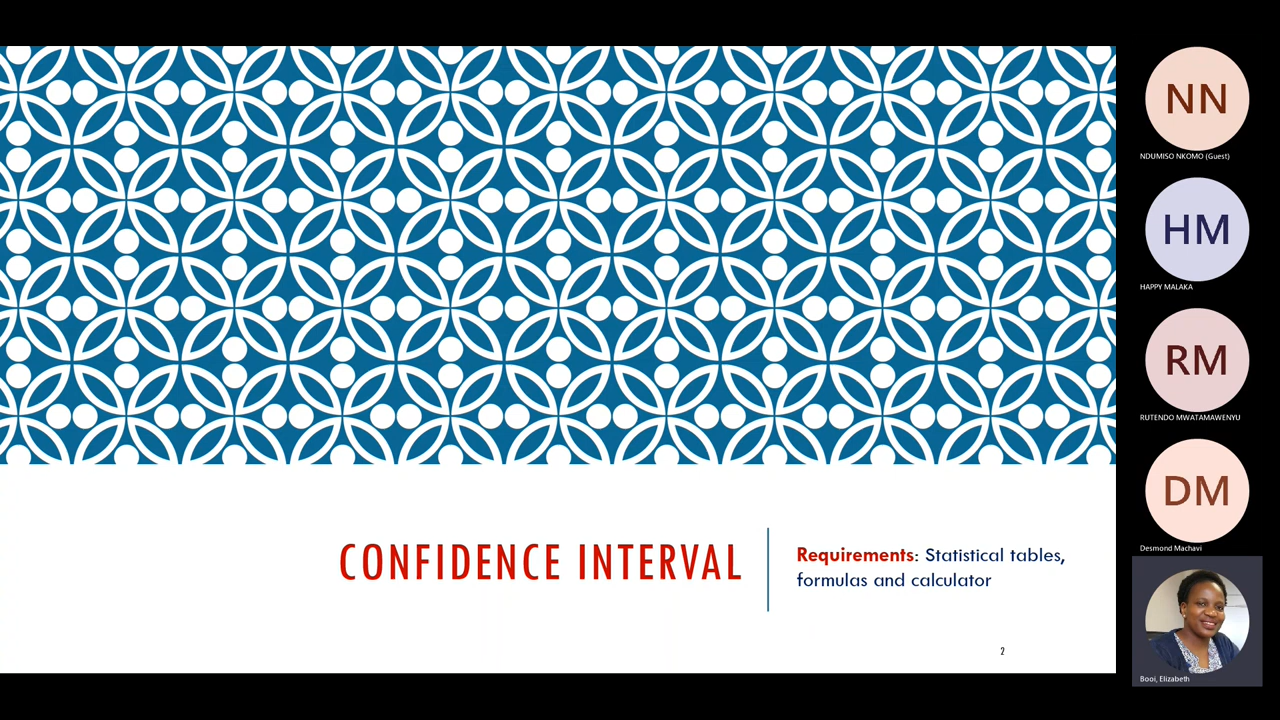 CONFIDENCE INTERVAL
Requirements: Statistical tables,
formulas and calculator
2
NN
NDUMISO NKOMO (Guest)
HM
HAPPY MALAKA
RM
RUTENDO MWATAMAWENYU
DM
Desmond Machavi
Booi, Elizabeth